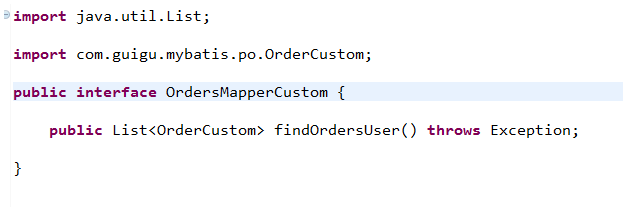 import java.util.List;
import com.guigu.mybatis.po.OrderCustom;
public interface OrdersMapperCustom {
public List<OrderCustom> findOrdersUser() throws Exception;
}